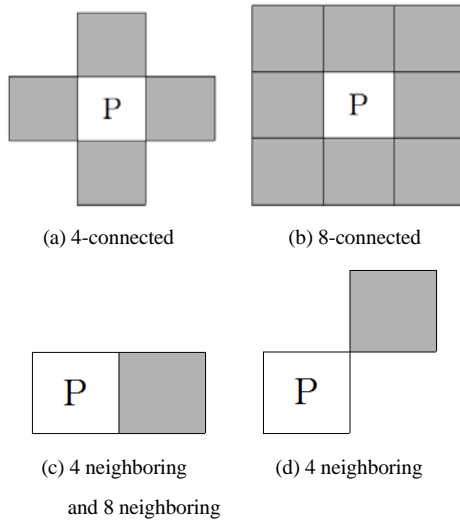 P
P
(a) 4-connected
(b) 8-connected
P
P
(c) 4 neighboring
and 8 neighboring
(d) 4 neighboring